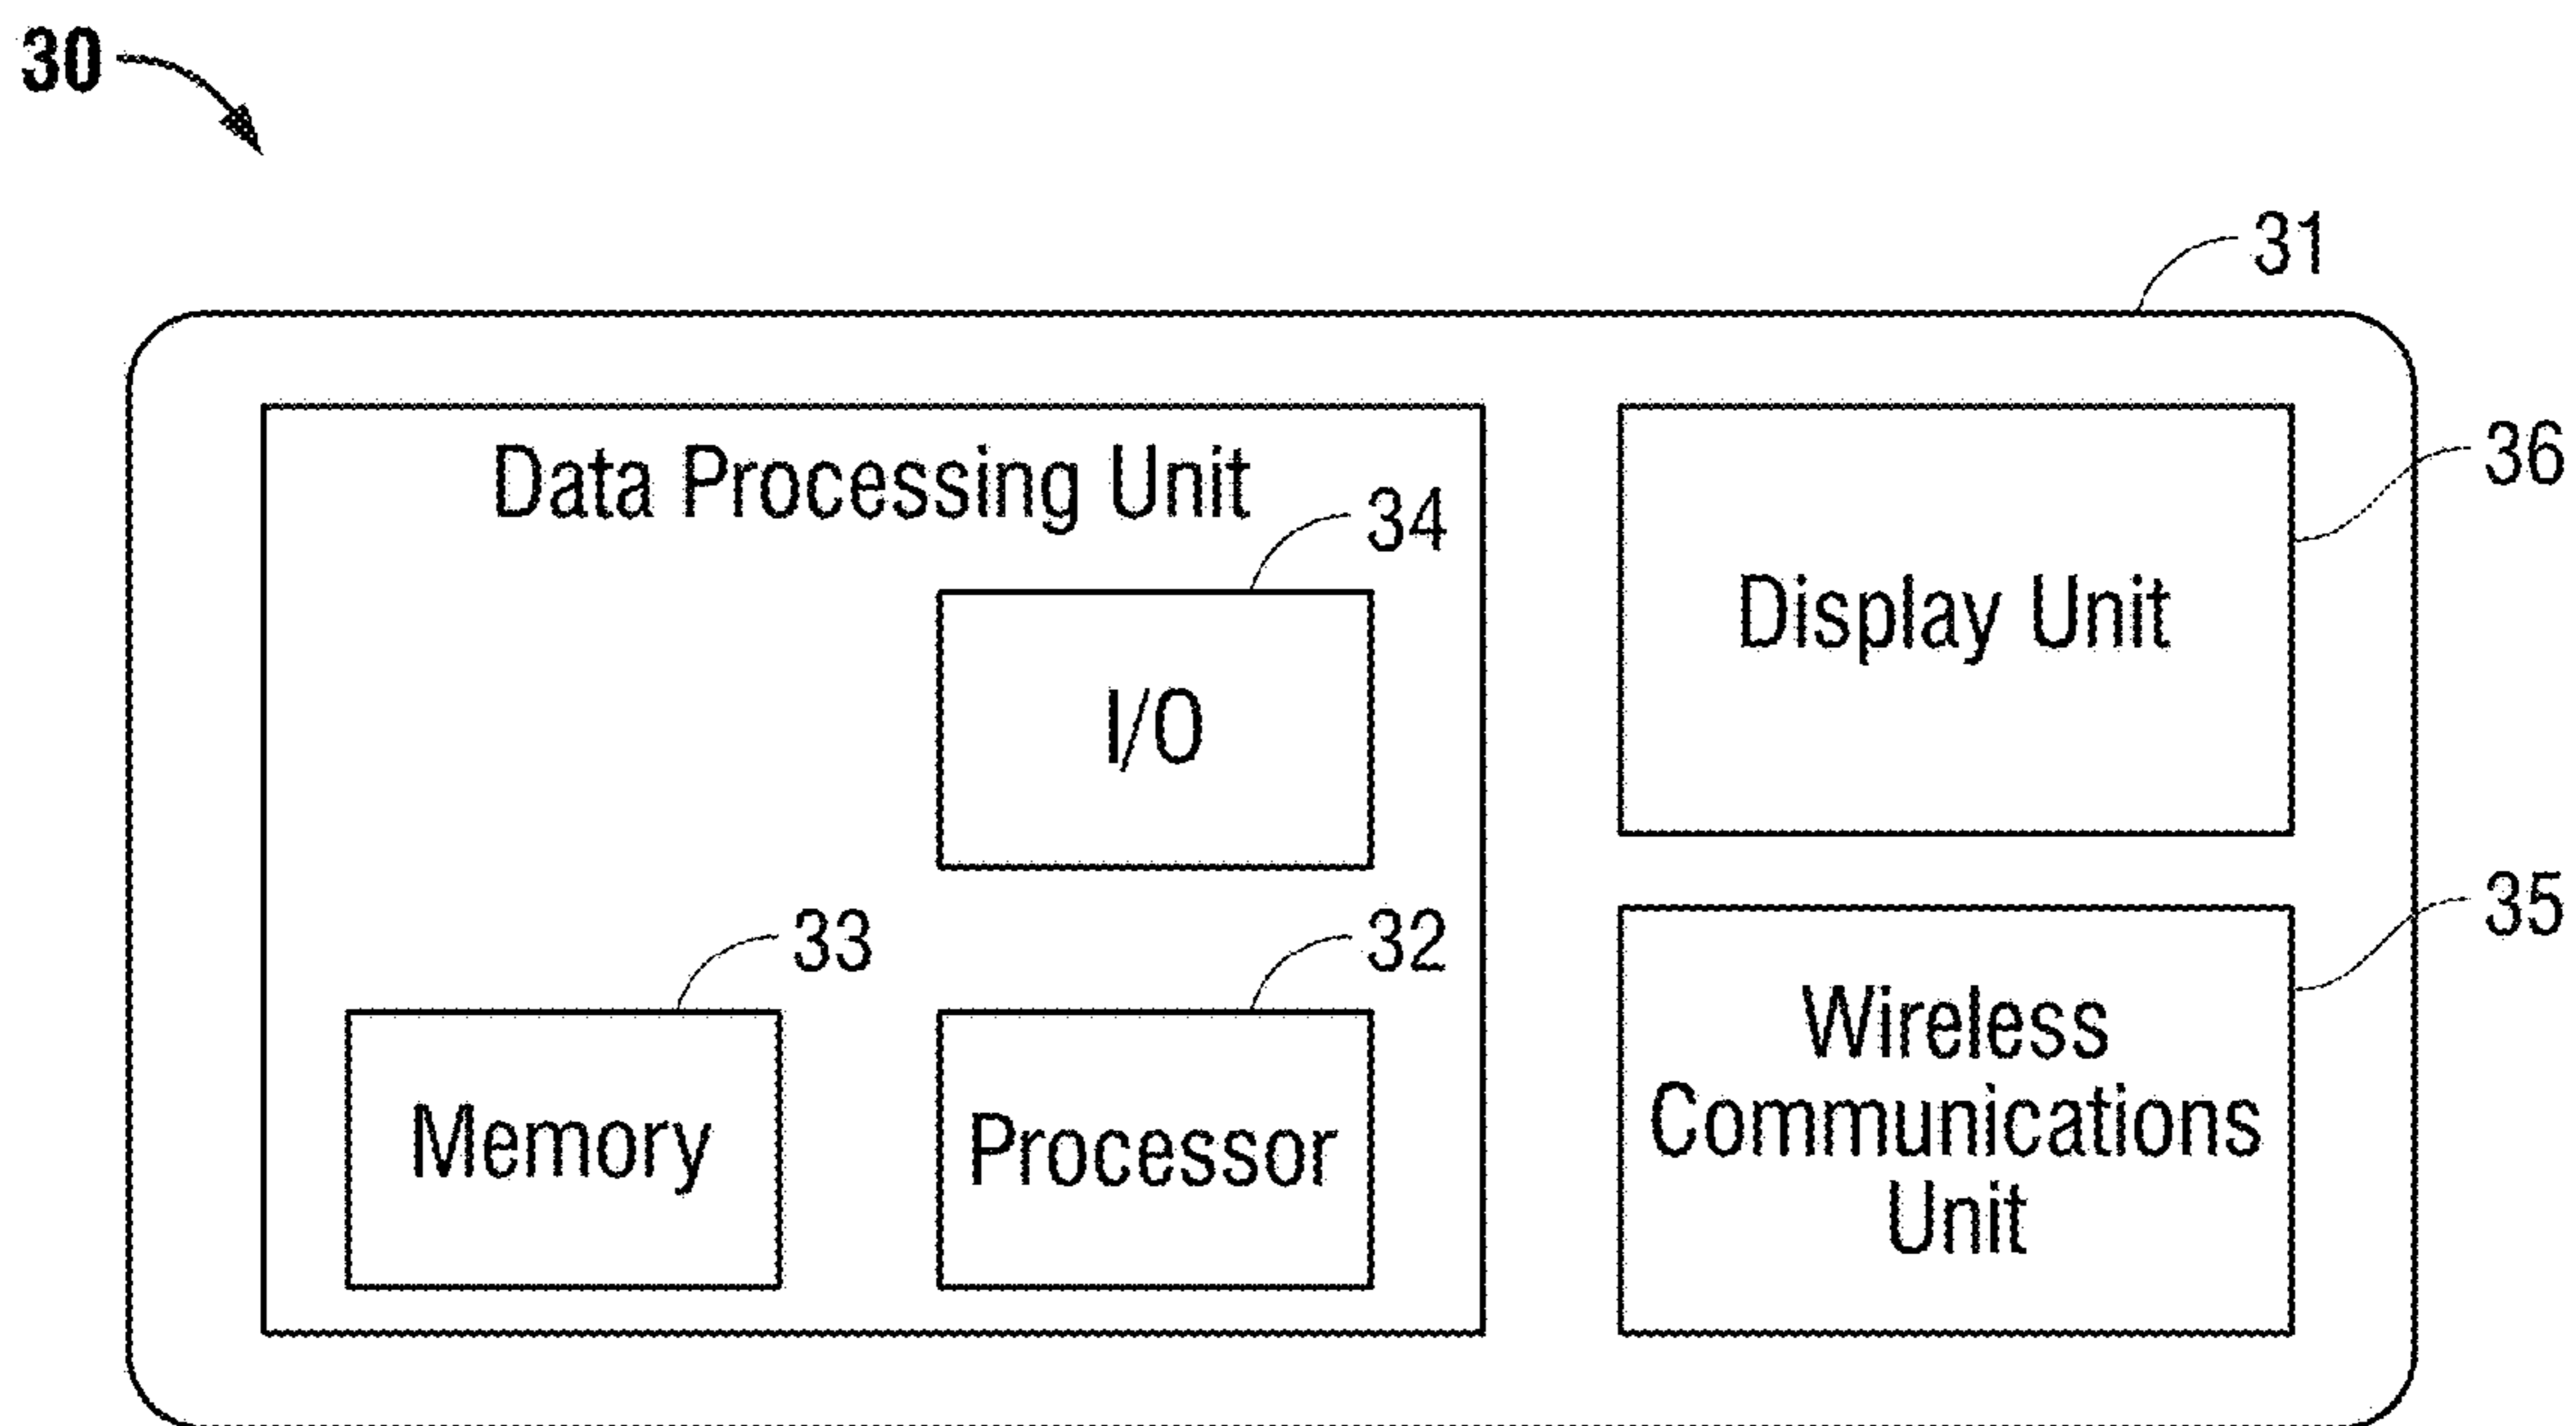 30
31
Data Processing Unit
34
I/O
33
Memory
32
Processor
36
Display Unit
35
Wireless
Communications
Unit